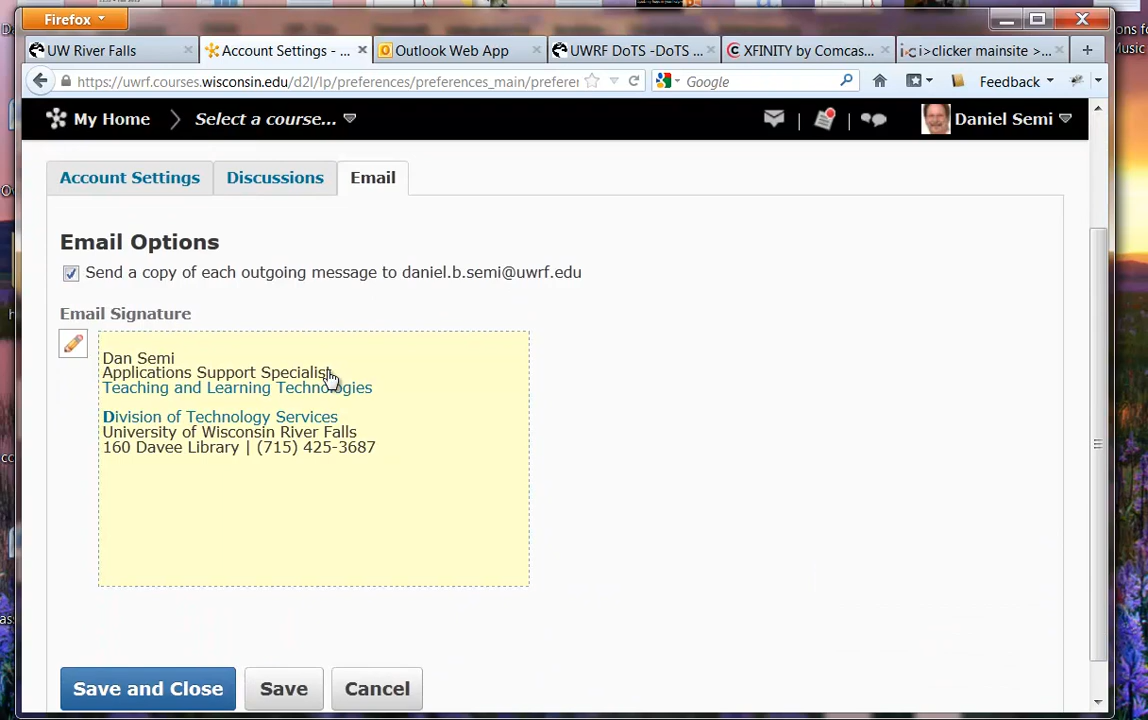 Firefox
UW River Falls
Account Settings - ...
Outlook Web App
UWRF DoTS -DoTS ...
XFINITY by Comcas...
i>clicker mainsite >...
https://uwrf.courses.wisconsin.edu/d2l/lp/preferences/preferences_main/prefere
Google
Feedback
My Home
Select a course...
Daniel Semi
Account Settings
Discussions
Email
Email Options
Send a copy of each outgoing message to daniel.b.semi@uwrf.edu
Email Signature
Dan Semi
Applications Support Specialist
Teaching and Learning Technologies
Division of Technology Services
University of Wisconsin River Falls
160 Davee Library | (715) 425-3687
Save and Close
Save
Cancel